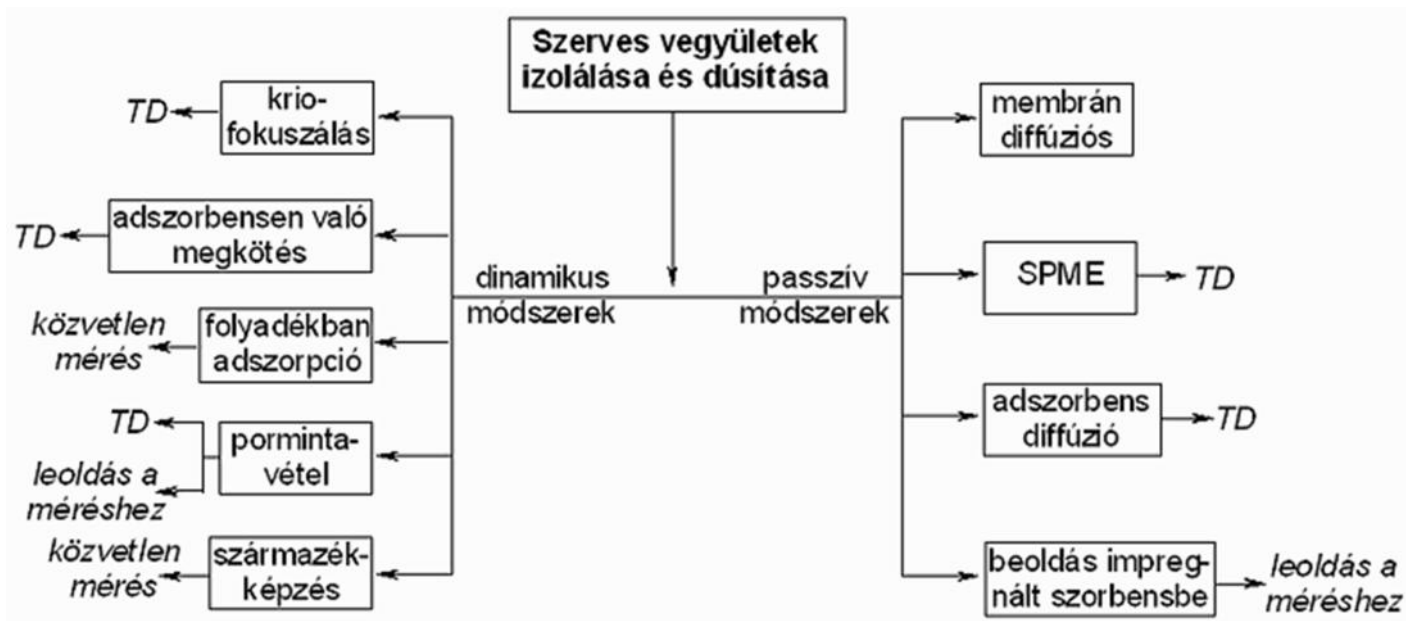 Szerves vegyületek
izolálása és dúsítása
dinamikus
módszerek
TD
krio-
fokuszálás
TD
adszorbensen való
megkötés
közvetlen
mérés
folyadékban
adszorpció
TD
leoldás a
méréshez
pormintа-
vétel
közvetlen
mérés
származék-
képzés
passzív
módszerek
membrán
diffúziós
SPME
TD
adszorbens
diffúzió
TD
beoldás impreg-
nált szorbensbe
leoldás a
méréshez